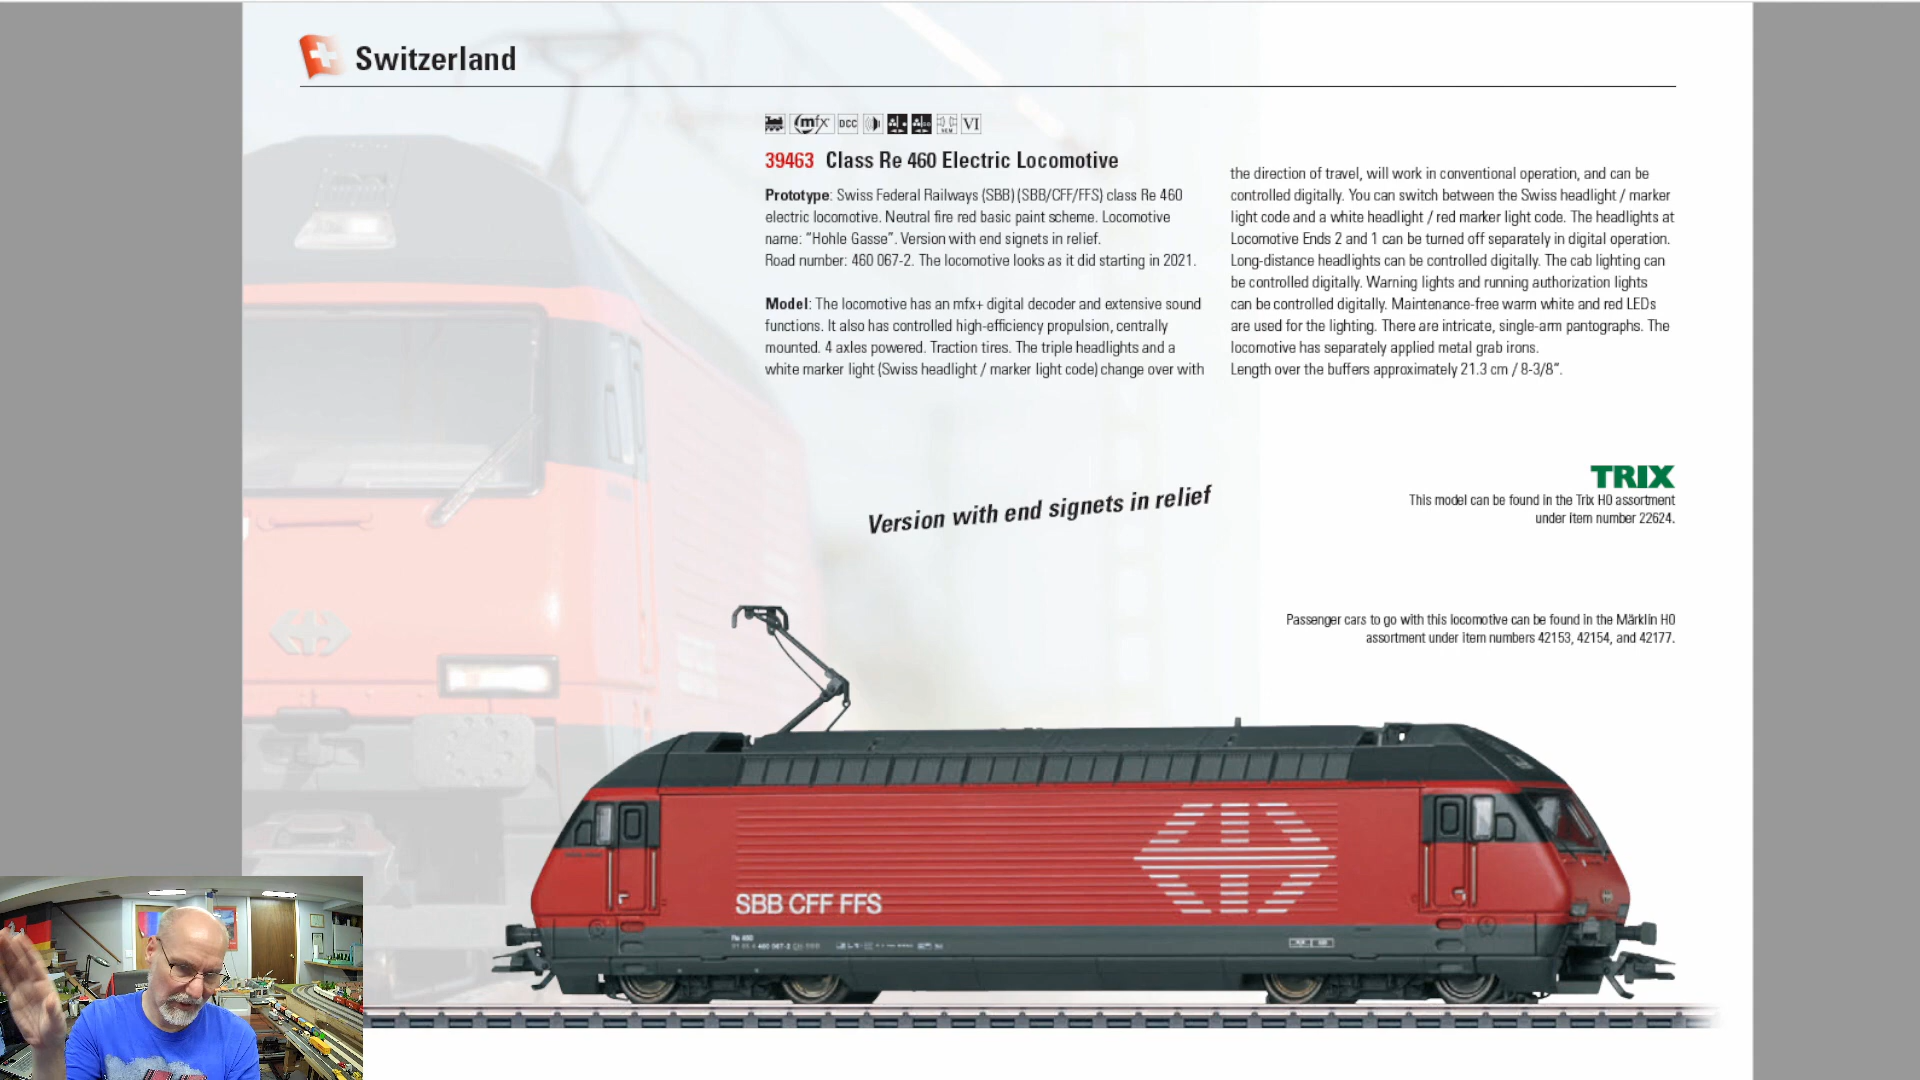 Switzerland
mfx DCC VI
39463 Class Re 460 Electric Locomotive
Prototype: Swiss Federal Railways (SBB) (SBB/CFF/FFS) class Re 460
electric locomotive. Neutral fire red basic paint scheme. Locomotive
name: “Hohle Gasse”. Version with end signets in relief.
Road number: 460 067-2. The locomotive looks as it did starting in 2021.
Model: The locomotive has an mfx+ digital decoder and extensive sound
functions. It also has controlled high-efficiency propulsion, centrally
mounted. 4 axles powered. Traction tires. The triple headlights and a
white marker light (Swiss headlight / marker light code) change over with
the direction of travel, will work in conventional operation, and can be
controlled digitally. You can switch between the Swiss headlight / marker
light code and a white headlight / red marker light code. The headlights at
Locomotive Ends 2 and 1 can be turned off separately in digital operation.
Long-distance headlights can be controlled digitally. The cab lighting can
be controlled digitally. Warning lights and running authorization lights
can be controlled digitally. Maintenance-free warm white and red LEDs
are used for the lighting. There are intricate, single-arm pantographs. The
locomotive has separately applied metal grab irons.
Length over the buffers approximately 21.3 cm / 8-3/8”.
Version with end signets in relief
TRIX
This model can be found in the Trix H0 assortment
under item number 22624.
Passenger cars to go with this locomotive can be found in the Märklin H0
assortment under item numbers 42153, 42154, and 42177.
SBB CFF FFS
Re 460
460 067-2